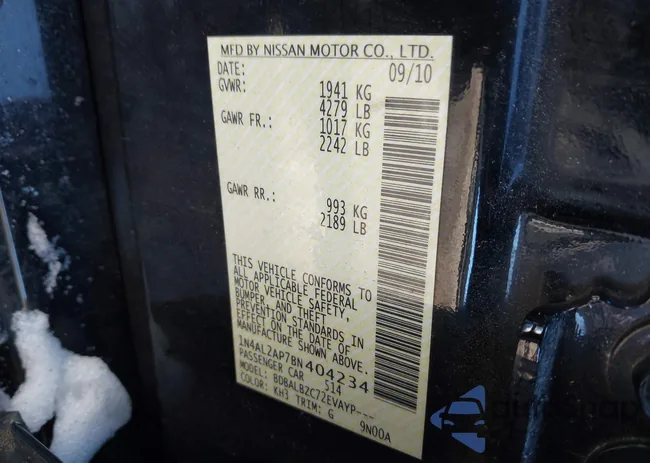 MFD BY NISSAN MOTOR CO., LTD.
DATE: 09/10
GVWR: 1941 KG
4279 LB
GAWR FR.: 1017 KG
2242 LB
GAWR RR.: 993 KG
2189 LB
THIS VEHICLE CONFORMS TO
ALL APPLICABLE FEDERAL
MOTOR VEHICLE SAFETY,
BUMPER, AND THEFT
PREVENTION STANDARDS IN
EFFECT ON THE DATE OF
MANUFACTURE SHOWN ABOVE.
1N4AL2AP7BN404234
PASSENGER CAR 514
MODEL: BDBALB2C72EVAYP---
COLOR: KH3 TRIM: G 9N00A